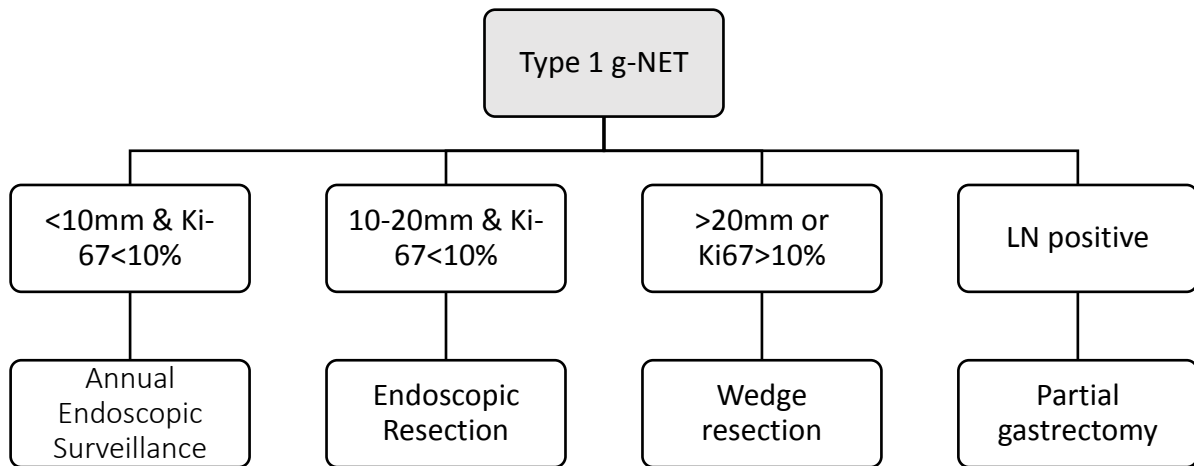 Type 1 g-NET
<10mm & Ki-
67<10%
10-20mm & Ki-
67<10%
>20mm or
Ki67>10%
LN positive
Annual
Endoscopic
Surveillance
Endoscopic
Resection
Wedge
resection
Partial
gastrectomy